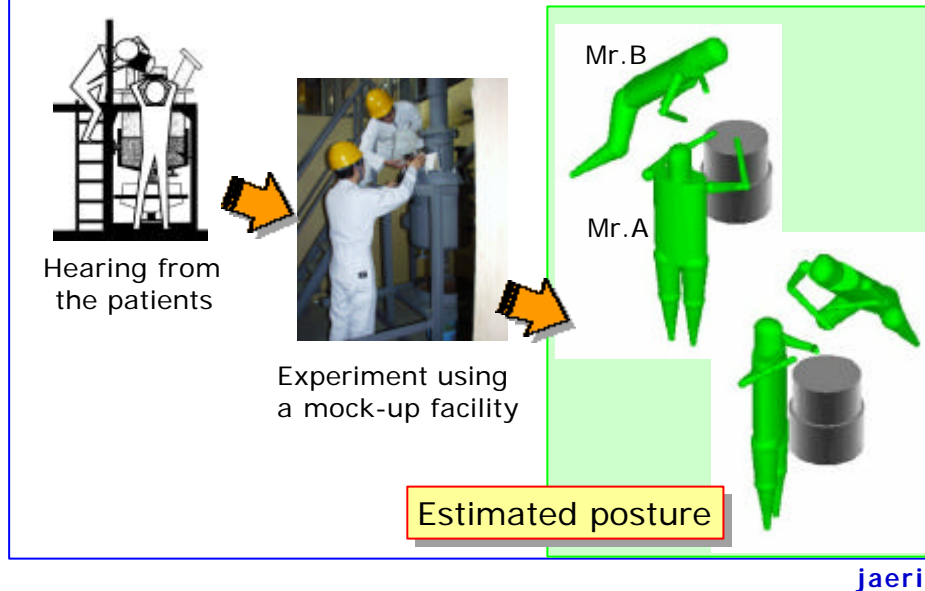 Mr.B
Mr.A
Hearing from
the patients
Experiment using
a mock-up facility
Estimated posture
jaeri